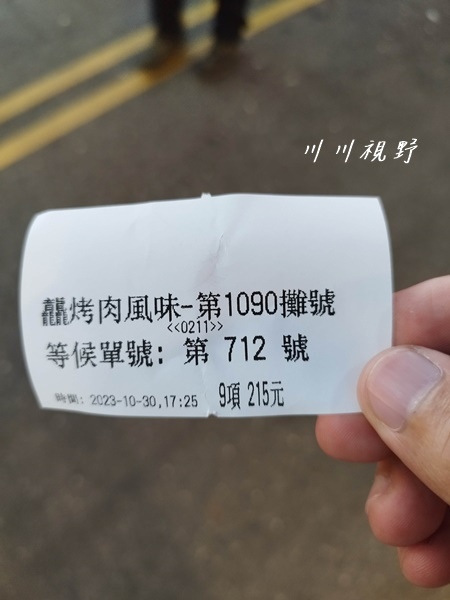 川川視野
龘烤肉風味-第1090攤號
<<0211>>
等候單號: 第 712 號
時間: 2023-10-30,17:25 9項 215元